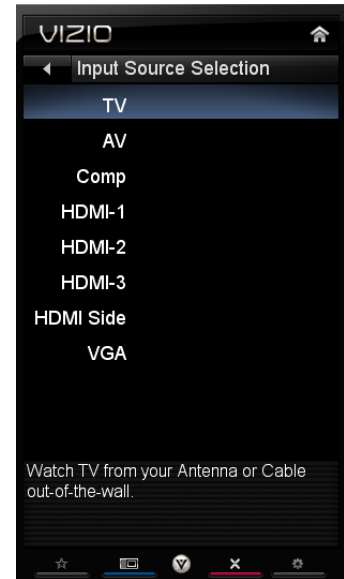 VIZIO
Input Source Selection
TV
AV
Comp
HDMI-1
HDMI-2
HDMI-3
HDMI Side
VGA
Watch TV from your Antenna or Cable
out-of-the-wall.
V